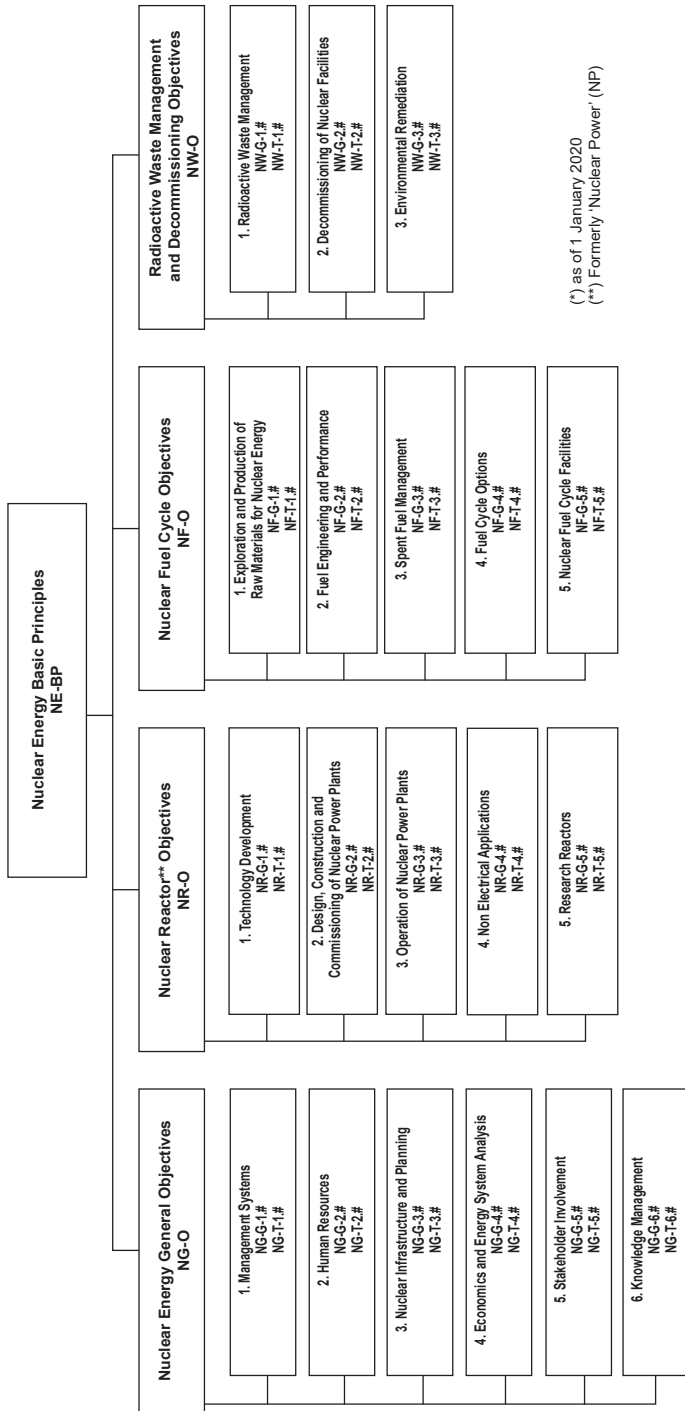 Nuclear Energy Basic Principles
NE-BP
Nuclear Energy General Objectives
NG-O
1. Management Systems
NG-G-1.#
NG-T-1.#
2. Human Resources
NG-G-2.#
NG-T-2.#
3. Nuclear Infrastructure and Planning
NG-G-3.#
NG-T-3.#
4. Economics and Energy System Analysis
NG-G-4.#
NG-T-4.#
5. Stakeholder Involvement
NG-G-5.#
NG-T-5.#
6. Knowledge Management
NG-G-6.#
NG-T-6.#
Nuclear Reactor** Objectives
NR-O
1. Technology Development
NR-G-1.#
NR-T-1.#
2. Design, Construction and
Commissioning of Nuclear Power Plants
NR-G-2.#
NR-T-2.#
3. Operation of Nuclear Power Plants
NR-G-3.#
NR-T-3.#
4. Non Electrical Applications
NR-G-4.#
NR-T-4.#
5. Research Reactors
NR-G-5.#
NR-T-5.#
Nuclear Fuel Cycle Objectives
NF-O
1. Exploration and Production of
Raw Materials for Nuclear Energy
NF-G-1.#
NF-T-1.#
2. Fuel Engineering and Performance
NF-G-2.#
NF-T-2.#
3. Spent Fuel Management
NF-G-3.#
NF-T-3.#
4. Fuel Cycle Options
NF-G-4.#
NF-T-4.#
5. Nuclear Fuel Cycle Facilities
NF-G-5.#
NF-T-5.#
Radioactive Waste Management
and Decommissioning Objectives
NW-O
1. Radioactive Waste Management
NW-G-1.#
NW-T-1.#
2. Decommissioning of Nuclear Facilities
NW-G-2.#
NW-T-2.#
3. Environmental Remediation
NW-G-3.#
NW-T-3.#
(*) as of 1 January 2020
(**) Formerly ‘Nuclear Power’ (NP)